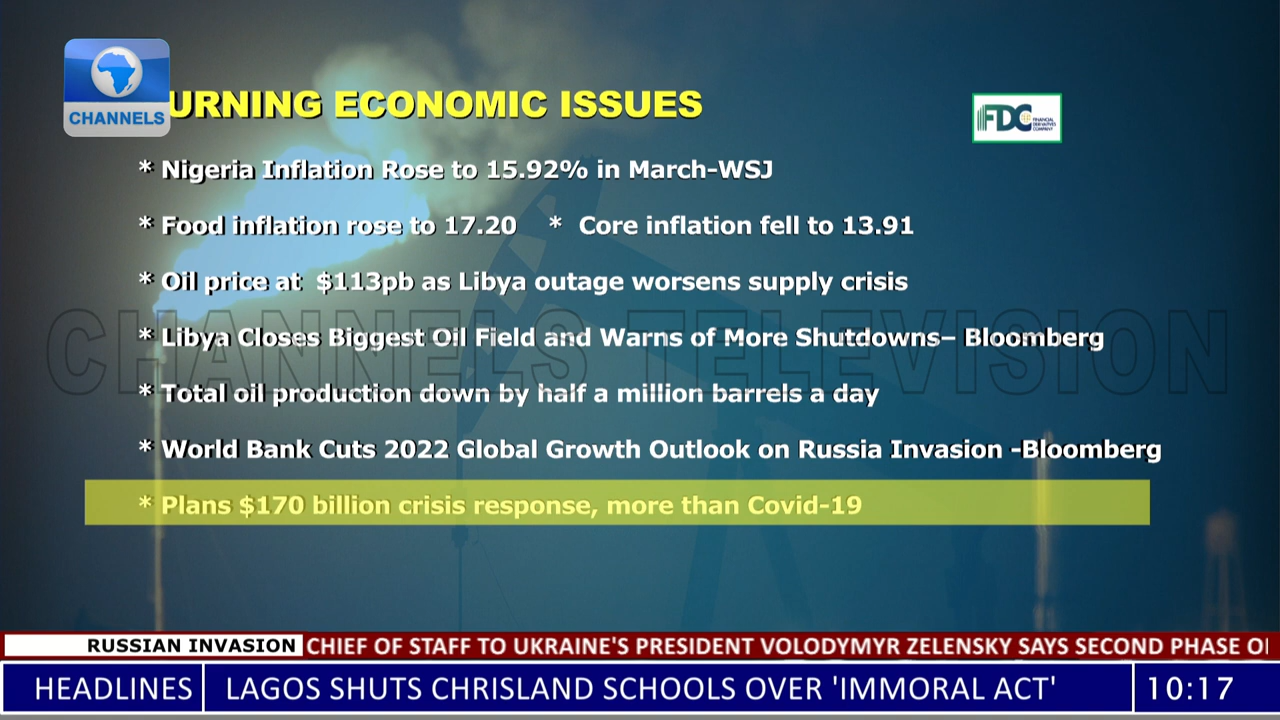 CHANNELS
URNING ECONOMIC ISSUES
FDC FINANCIAL DERIVATIVES COMPANY
* Nigeria Inflation Rose to 15.92% in March-WSJ
* Food inflation rose to 17.20 * Core inflation fell to 13.91
* Oil price at $113pb as Libya outage worsens supply crisis
* Libya Closes Biggest Oil Field and Warns of More Shutdowns– Bloomberg
CHANNELS TELEVISION
* Total oil production down by half a million barrels a day
* World Bank Cuts 2022 Global Growth Outlook on Russia Invasion -Bloomberg
* Plans $170 billion crisis response, more than Covid-19
RUSSIAN INVASION CHIEF OF STAFF TO UKRAINE'S PRESIDENT VOLODYMYR ZELENSKY SAYS SECOND PHASE
HEADLINES LAGOS SHUTS CHRISLAND SCHOOLS OVER 'IMMORAL ACT' 10:17